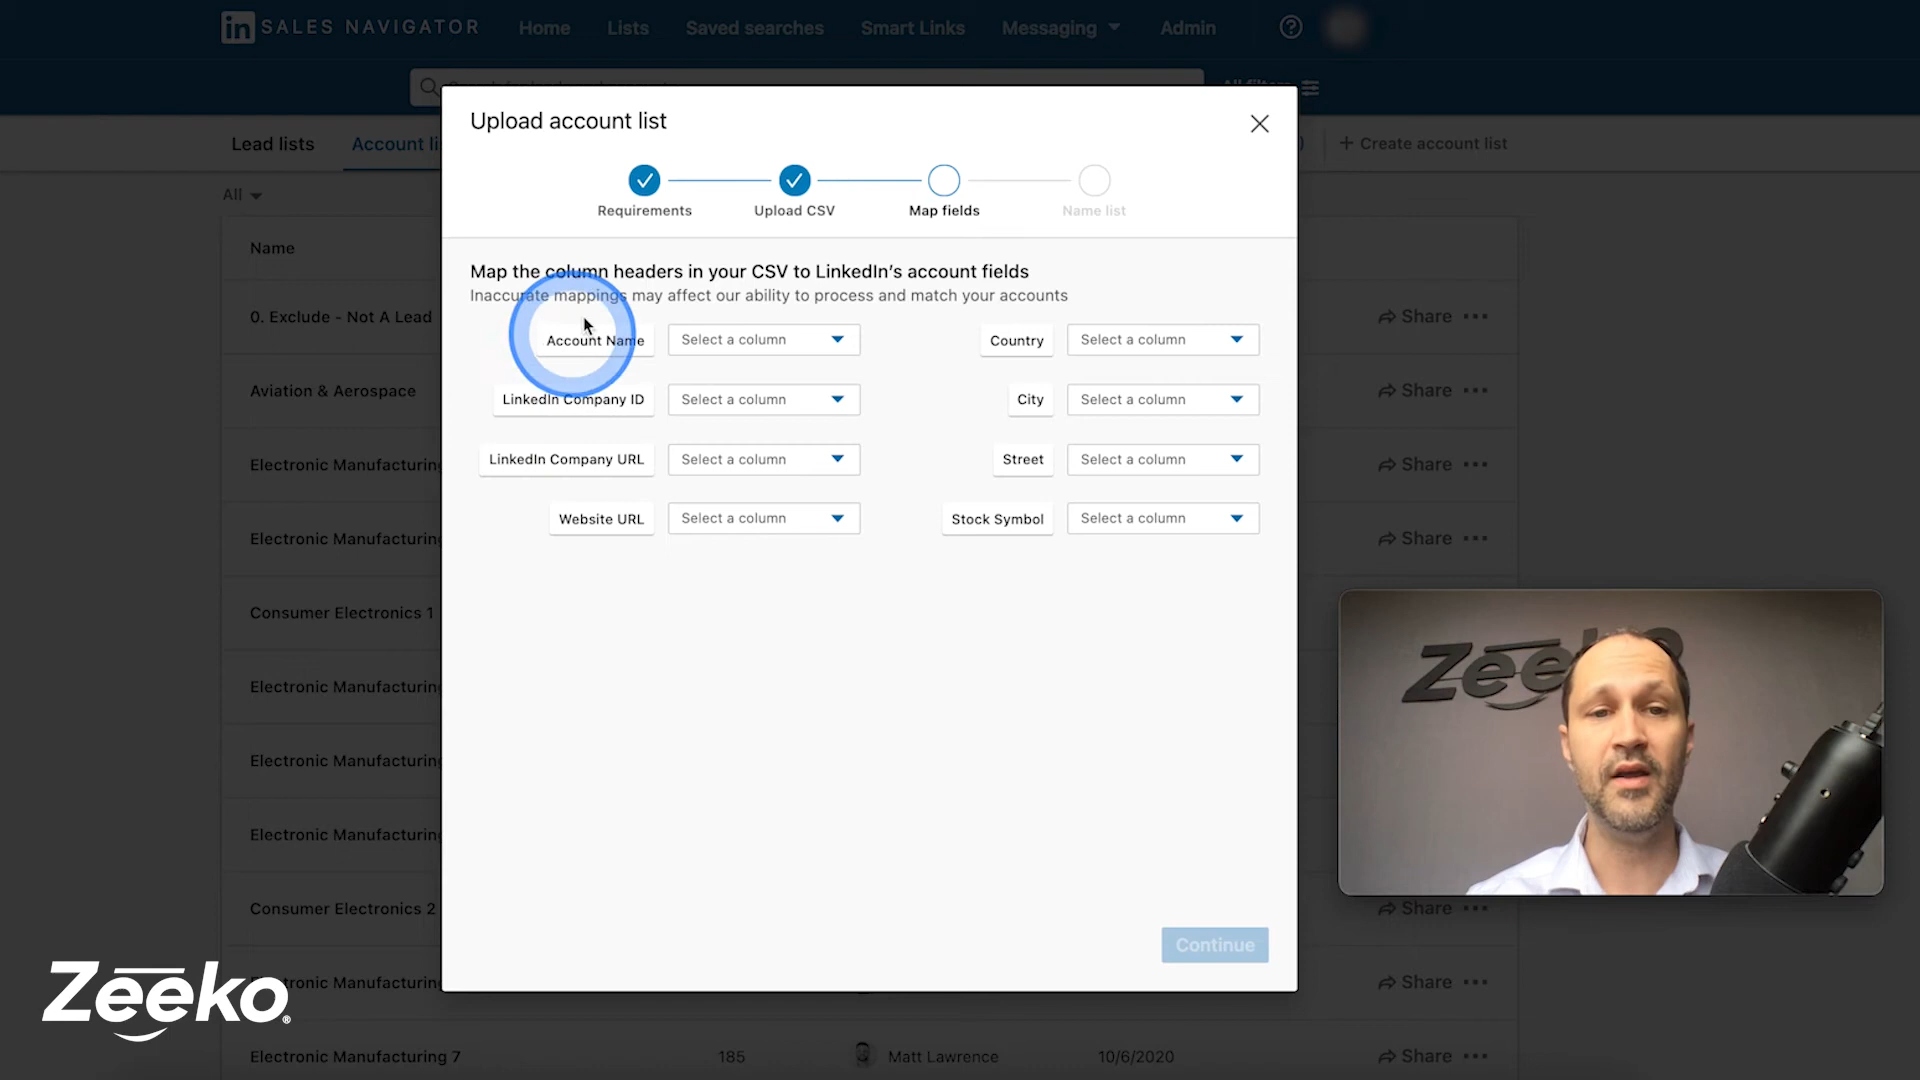 in SALES NAVIGATOR Home Lists Saved searches Smart Links Messaging Admin
All filters
Upload account list
Lead lists Account li + Create account list
Requirements Upload CSV Map fields Name list
All
Name
Map the column headers in your CSV to LinkedIn's account fields
Inaccurate mappings may affect our ability to process and match your accounts
0. Exclude - Not A Lead Share
Account Name Select a column Country Select a column
Aviation & Aerospace Share
LinkedIn Company ID Select a column City Select a column
Electronic Manufacturing Share
LinkedIn Company URL Select a column Street Select a column
Website URL Select a column Stock Symbol Select a column
Electronic Manufacturing Share
Consumer Electronics 1
Electronic Manufacturing
Electronic Manufacturing
Electronic Manufacturing
Consumer Electronics 2 Share
Continue
Manufacturing Share
Electronic Manufacturing 7 185 Matt Lawrence 10/6/2020 Share
Zeeko
Zeeko®